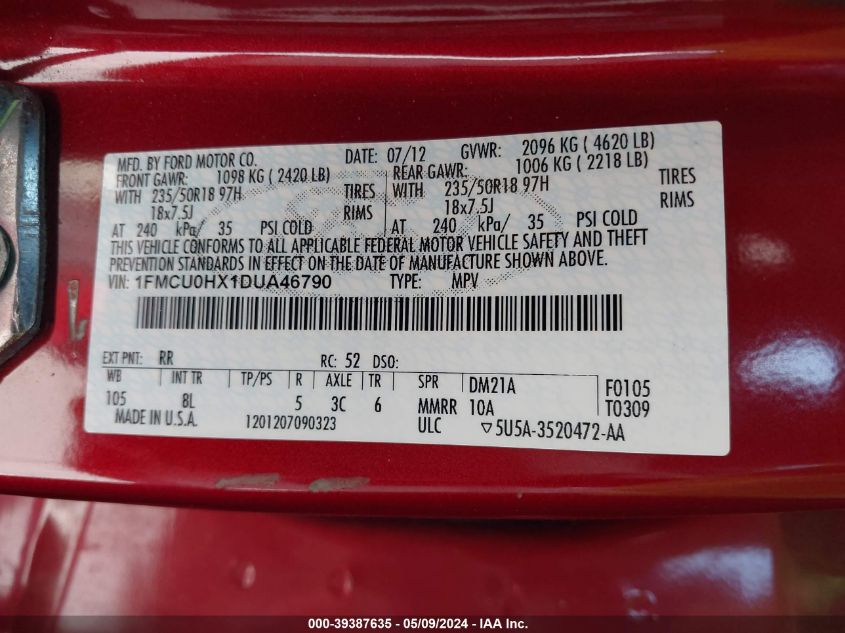 MFD. BY FORD MOTOR CO. DATE: 07/12 GVWR: 2096 KG ( 4620 LB)
FRONT GAWR: 1098 KG ( 2420 LB) REAR GAWR: 1006 KG ( 2218 LB)
WITH 235/50R18 97H TIRES WITH 235/50R18 97H TIRES
18x7.5J RIMS 18x7.5J RIMS
AT 240 kPa/ 35 PSI COLD AT 240 kPa/ 35 PSI COLD
THIS VEHICLE CONFORMS TO ALL APPLICABLE FEDERAL MOTOR VEHICLE SAFETY AND THEFT
PREVENTION STANDARDS IN EFFECT ON THE DATE OF MANUFACTURE SHOWN ABOVE.
VIN: 1FMCU0HX1DUA46790 TYPE: MPV
EXT PNT: RR RC: 52 DSO:
WB INT TR TP/PS R AXLE TR SPR DM21A F0105
105 8L 5 3C 6 MMRR 10A T0309
MADE IN U.S.A. 1201207090323 ULC ▽5U5A-3520472-AA
000-39387635 - 05/09/2024 - IAA Inc.